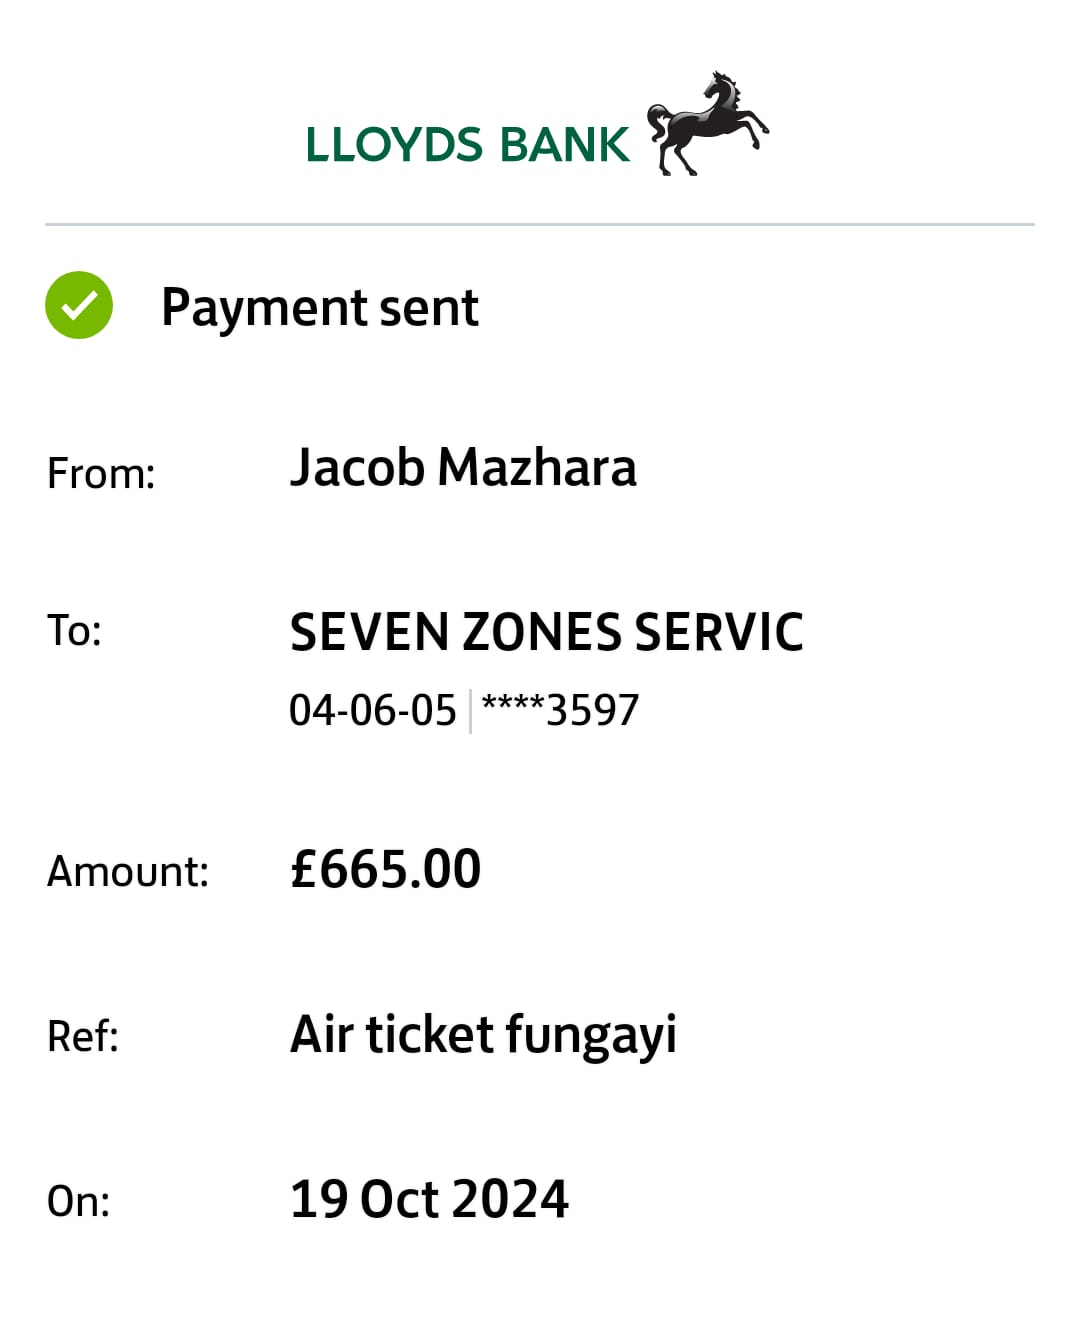 LLOYDS BANK
Payment sent
From: Jacob Mazhara
To: SEVEN ZONES SERVIC
04-06-05 ****3597
Amount: £665.00
Ref: Air ticket fungayi
On: 19 Oct 2024